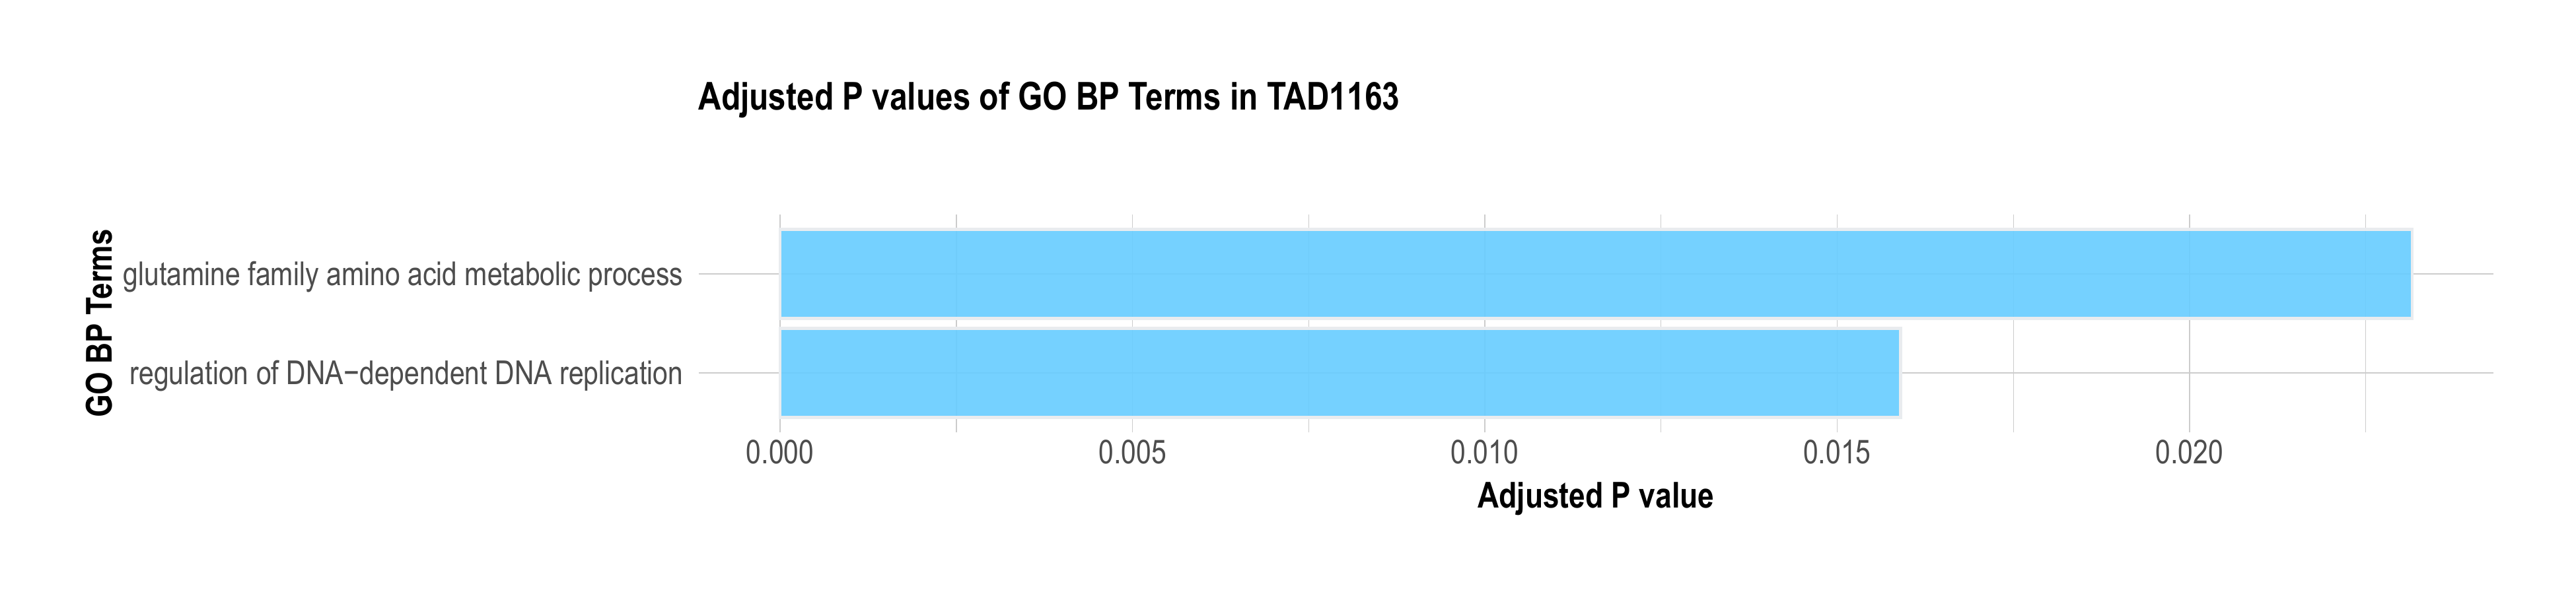 Adjusted P values of GO BP Terms in TAD1163
GO BP Terms
glutamine family amino acid metabolic process
regulation of DNA−dependent DNA replication
0.000 0.005 0.010 0.015 0.020
Adjusted P value